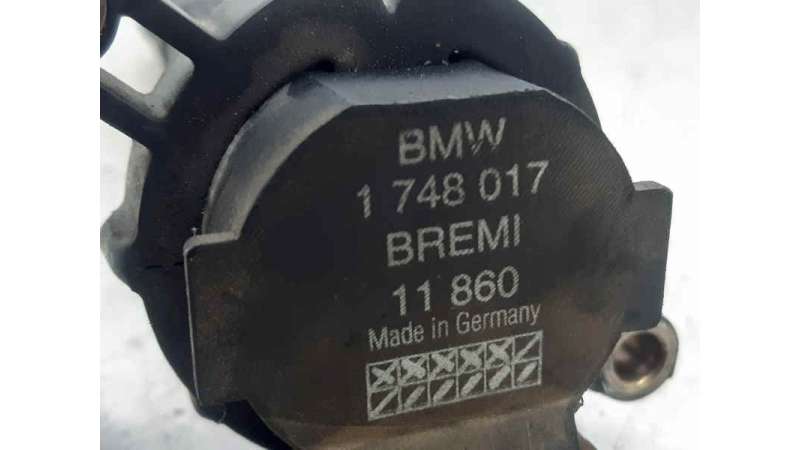 BMW
1 748 017
BREMI
11 860
Made in Germany